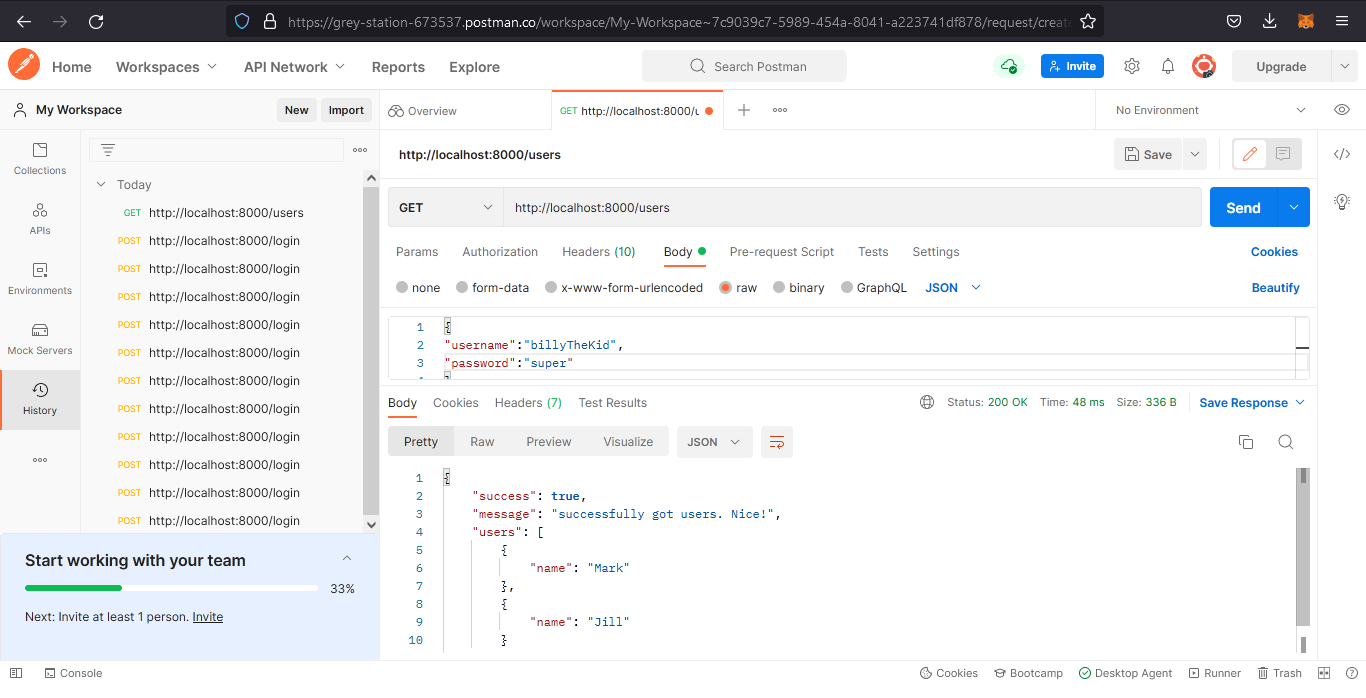 https://grey-station-673537.postman.co/workspace/My-Workspace~7c9039c7-5989-454a-8041-a223741df878/request/create
Home Workspaces API Network Reports Explore Search Postman Invite Upgrade
My Workspace New Import Overview GET http://localhost:8000/u No Environment
Collections
APIs
Environments
Mock Servers
History
Today
GET http://localhost:8000/users
POST http://localhost:8000/login
POST http://localhost:8000/login
POST http://localhost:8000/login
POST http://localhost:8000/login
POST http://localhost:8000/login
POST http://localhost:8000/login
POST http://localhost:8000/login
POST http://localhost:8000/login
POST http://localhost:8000/login
POST http://localhost:8000/login
POST http://localhost:8000/login
Start working with your team
33%
Next: Invite at least 1 person. Invite
http://localhost:8000/users Save
GET http://localhost:8000/users Send
Params Authorization Headers (10) Body Pre-request Script Tests Settings Cookies
none form-data x-www-form-urlencoded raw binary GraphQL JSON Beautify
1 {
2 "username":"billyTheKid",
3 "password":"super"
Body Cookies Headers (7) Test Results Status: 200 OK Time: 48 ms Size: 336 B Save Response
Pretty Raw Preview Visualize JSON
1 {
2 "success": true,
3 "message": "successfully got users. Nice!",
4 "users": [
5 {
6 "name": "Mark"
7 },
8 {
9 "name": "Jill"
10 }
Console Cookies Bootcamp Desktop Agent Runner Trash